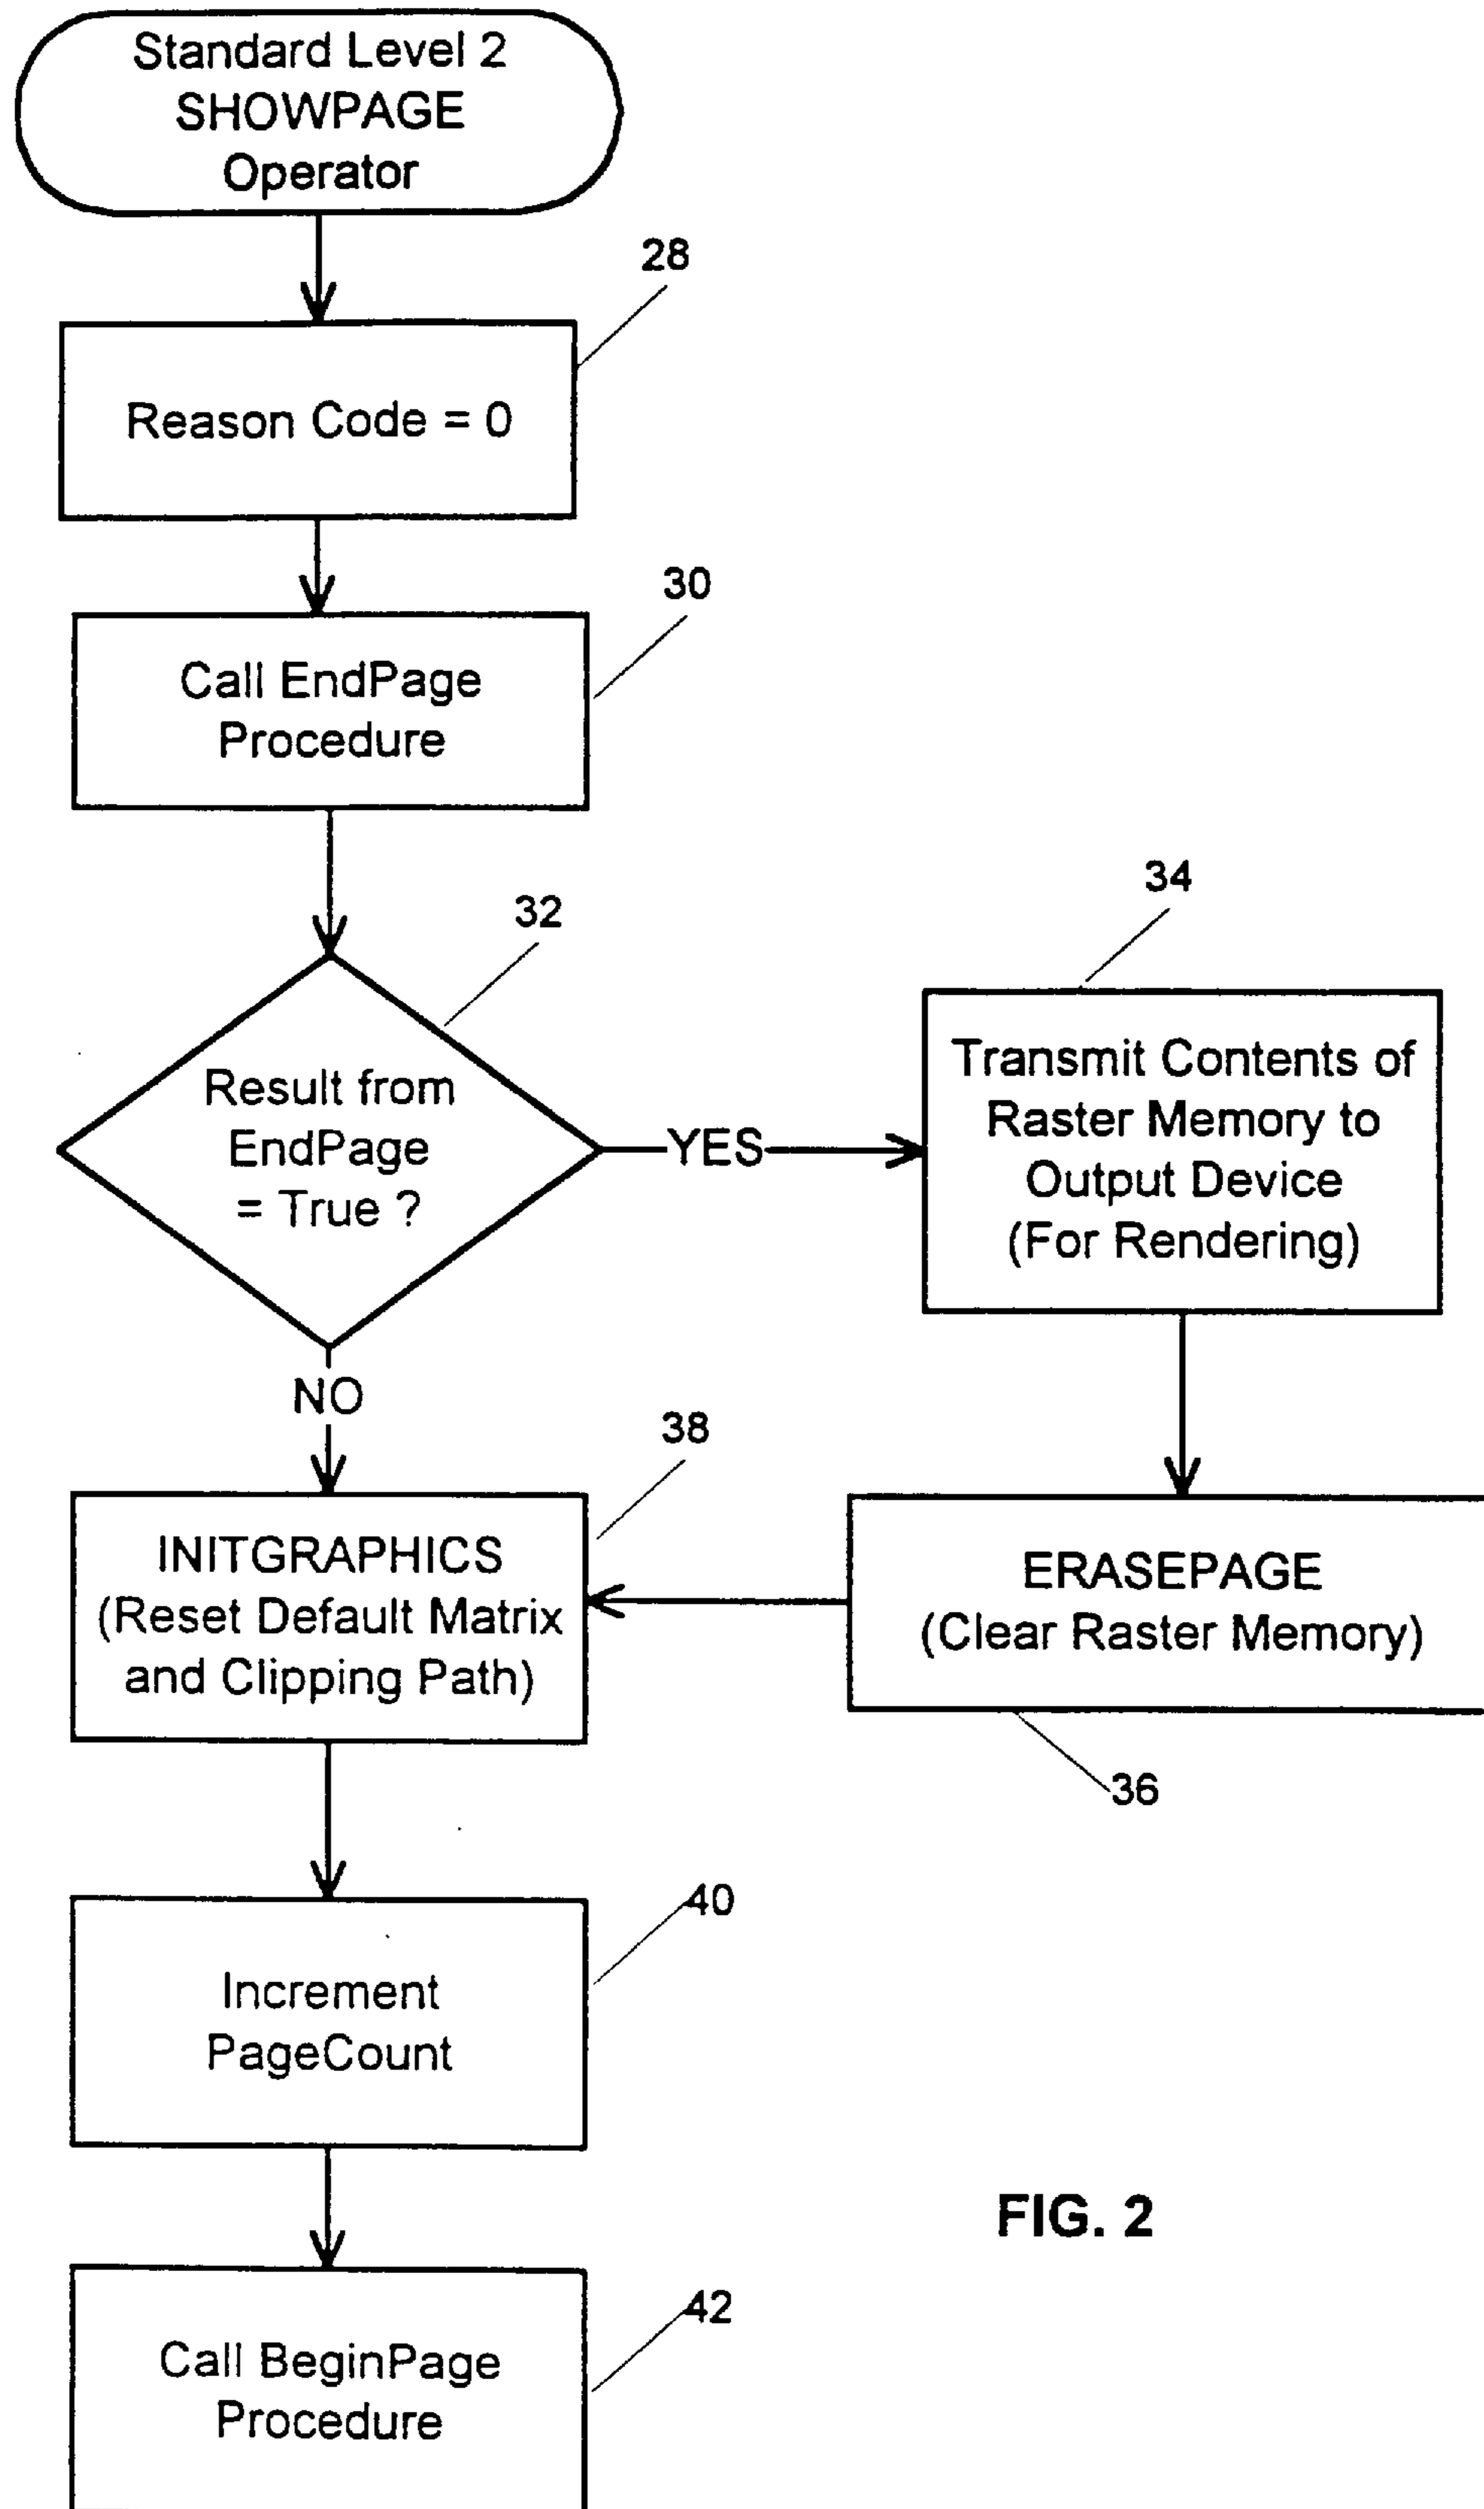 Standard Level 2
SHOWPAGE
Operator
28
Reason Code = 0
30
Call EndPage
Procedure
32
Result from
EndPage
= True ?
YES
34
Transmit Contents of
Raster Memory to
Output Device
(For Rendering)
NO
38
INITGRAPHICS
(Reset Default Matrix
and Clipping Path)
ERASEPAGE
(Clear Raster Memory)
36
40
Increment
PageCount
FIG. 2
42
Call BeginPage
Procedure